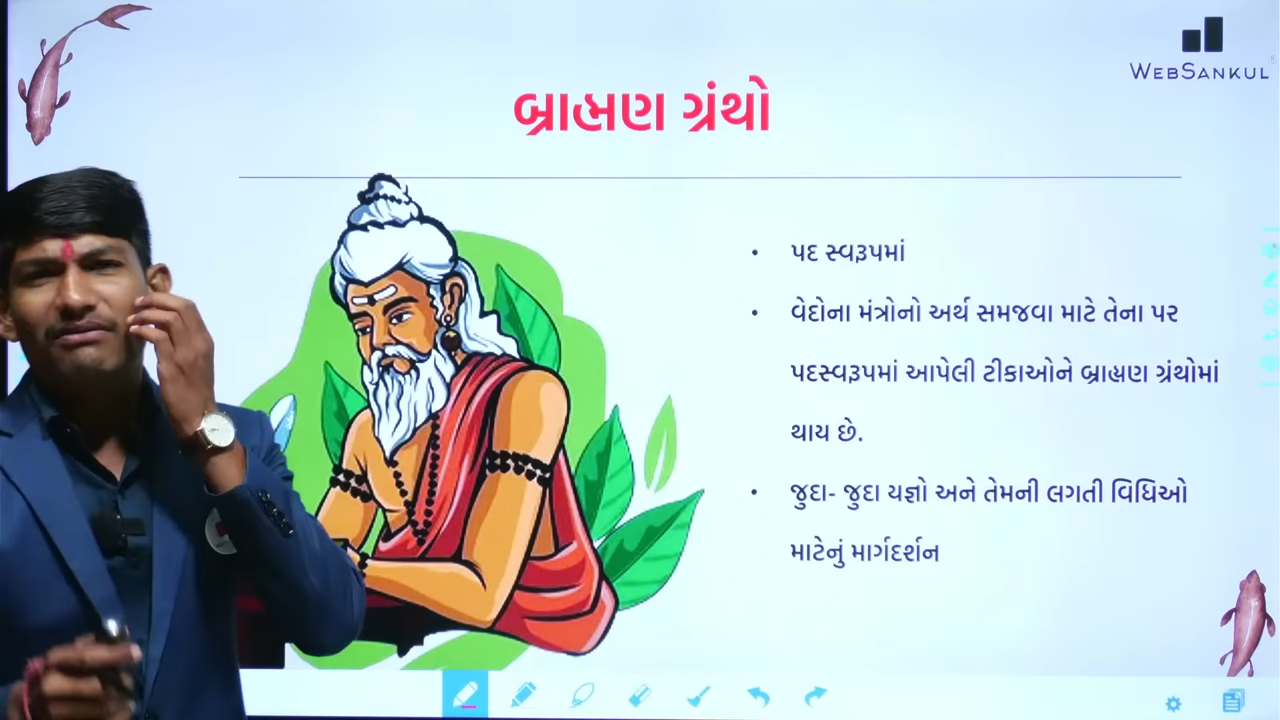 WEBSANKUL
બ્રાહ્મણ ગ્રંથો
• પદ સ્વરૂપમાં
• વેદોના મંત્રોનો અર્થ સમજવા માટે તેના પર
પદસ્વરૂપમાં આપેલી ટીકાઓને બ્રાહ્મણ ગ્રંથોમાં
થાય છે.
• જુદા- જુદા યજ્ઞો અને તેમની લગતી વિધિઓ
માટેનું માર્ગદર્શન